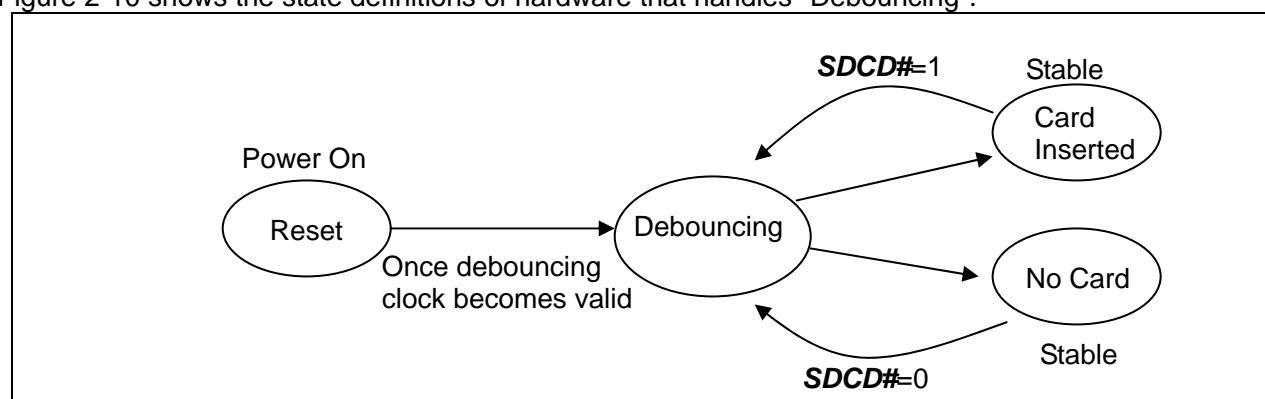 Figure 2-10 shows the state definitions of hardware that handles "Debouncing".
SDCD#=1
Stable
Card
Inserted
Power On
Reset
Debouncing
Once debouncing
clock becomes valid
No Card
Stable
SDCD#=0